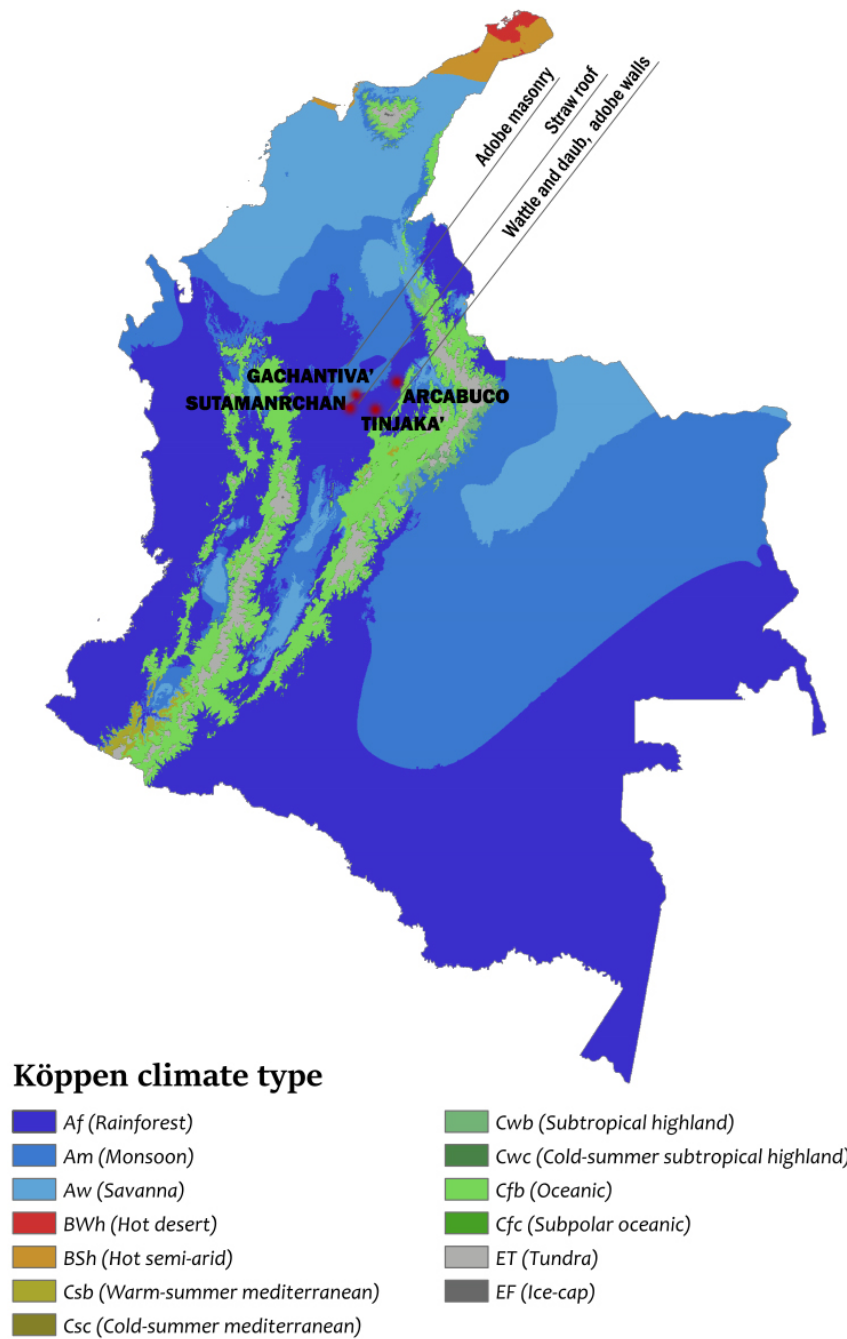 Adobe masonry
Straw roof
Wattle and daub, adobe walls
GACHANTIVA'
SUTAMANRCHAN
ARCABUCO
TINJAKA'
Köppen climate type
Af (Rainforest)
Am (Monsoon)
Aw (Savanna)
BWh (Hot desert)
BSh (Hot semi-arid)
Csb (Warm-summer mediterranean)
Csc (Cold-summer mediterranean)
Cwb (Subtropical highland)
Cwc (Cold-summer subtropical highland)
Cfb (Oceanic)
Cfc (Subpolar oceanic)
ET (Tundra)
EF (Ice-cap)